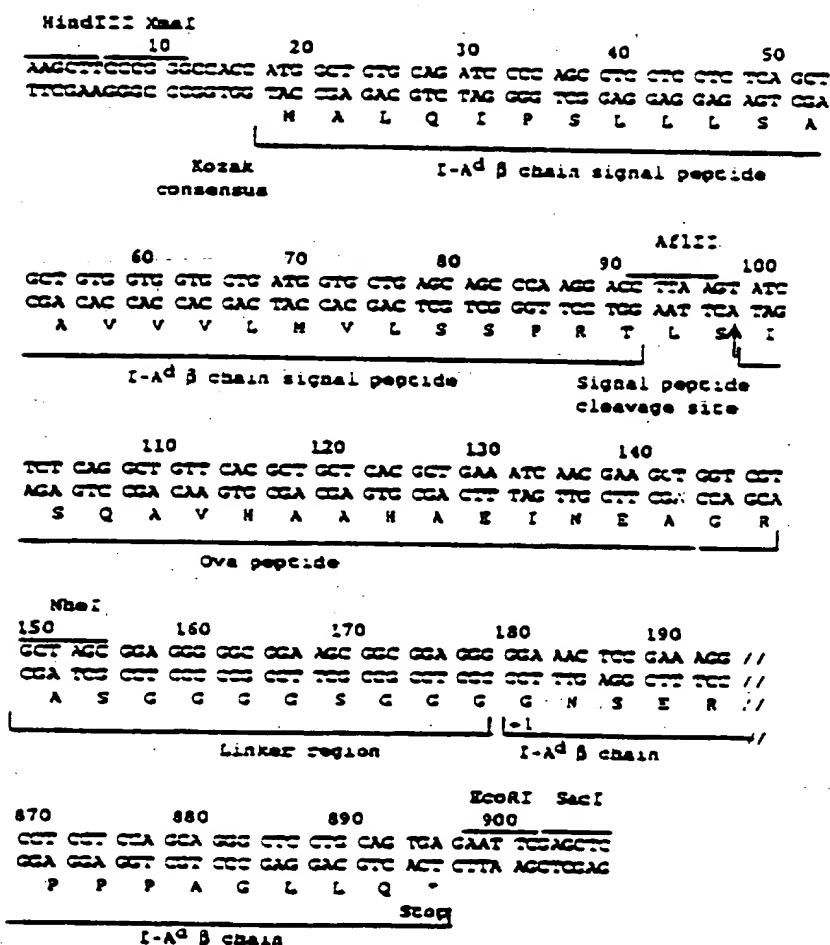 HindIII XmaI
10 20 30 40 50
AAGCTTCCCG GGCCACC ATG GCT CTG CAG ATC CCC AGC CTC CTC CTC TCA GCT
TTCGAAGGGC CCGGTGG TAC CGA GAC GTC TAG GGG TCG GAG GAG GAG AGT CGA
M A L Q I P S L L L S A
Kozak consensus
I-Ad β chain signal peptide
AflII
60 70 80 90 100
GCT GTG GTG GTG CTG ATG GTG CTG AGC AGC CCA AGG ACC TTA AGT ATC
CGA CAC CAC CAC GAC TAC CAC GAC TCG TCG GGT TCC TGG AAT TCA TAG
A V V V L M V L S S P R T L S I
I-Ad β chain signal peptide
Signal peptide cleavage site
110 120 130 140
TCT CAG GCT GTT CAC GCT GCT CAC GCT GAA ATC AAC GAA GCT GGT CGT
AGA GTC CGA CAA GTG CGA CGA GTG CGA CTT TAG TTG CTT CGA CCA GCA
S Q A V H A A H A E I N E A G R
Ova peptide
NheI
150 160 170 180 190
GCT AGC GGA GGG GGC GGA AGC GGC GGA GGG GGA AAC TCC GAA AGG //
CGA TCG CCT CCC CCG CCT TCG CCG CCT CCC CCT TTG AGG CTT TCC //
A S G G G G S G G G G N S E R //
+1
Linker region
I-Ad β chain
EcoRI SacI
870 880 890 900
CCT CCT CCA GCA GGG CTC CTG CAG TGA GAATT CGAGCTC
GGA GGA GGT CGT CCC GAG GAC GTC ACT CTTA AGCTCGAG
P P P A G L L Q *
Stop
I-Ad β chain